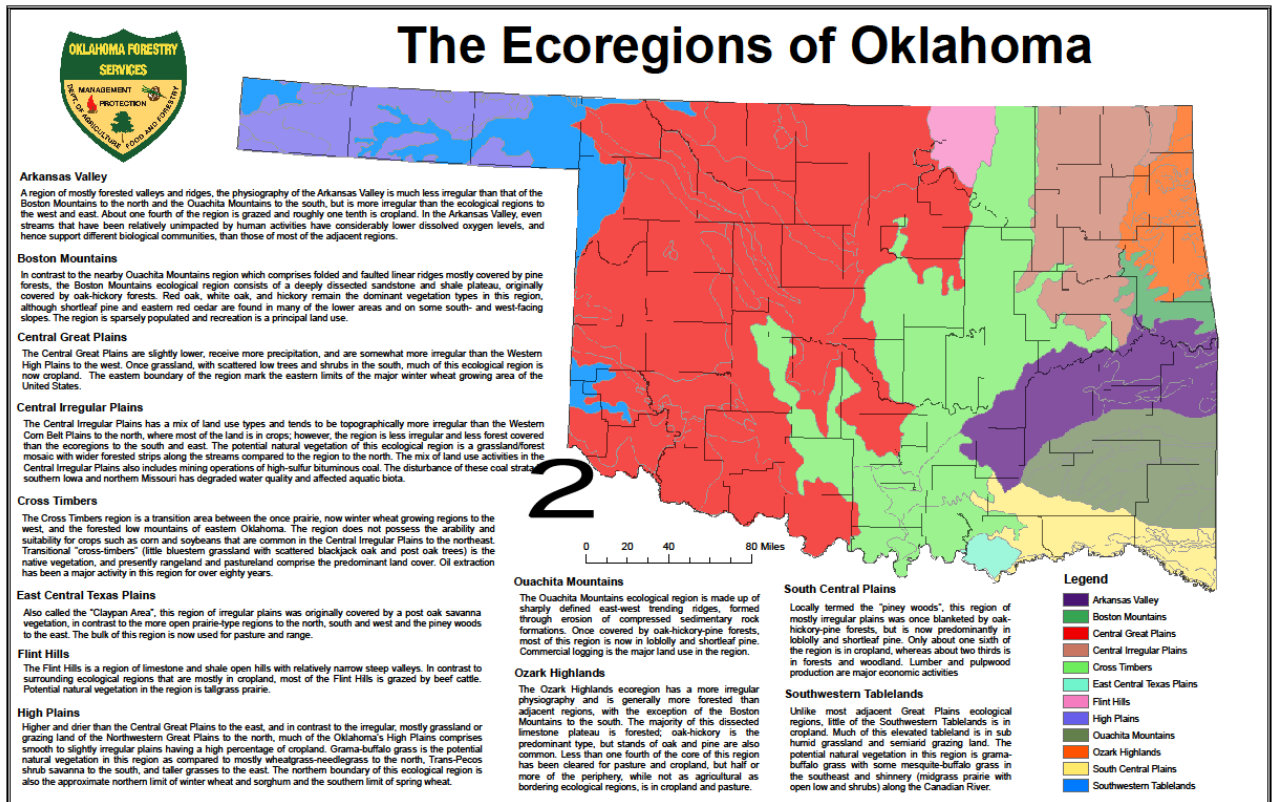 The Ecoregions of Oklahoma
OKLAHOMA FORESTRY
SERVICES
MANAGEMENT
PROTECTION
DEPT. OF AGRICULTURE, FOOD AND FORESTRY
Arkansas Valley
A region of mostly forested valleys and ridges, the physiography of the Arkansas Valley is much less irregular than that of the
Boston Mountains to the north and the Ouachita Mountains to the south, but is more irregular than the ecological regions to
the west and east. About one fourth of the region is grazed and roughly one tenth is cropland. In the Arkansas Valley, even
streams that have been relatively unimpacted by human activities have considerably lower dissolved oxygen levels, and
hence support different biological communities, than those of most of the adjacent regions.
Boston Mountains
In contrast to the nearby Ouachita Mountains region which comprises folded and faulted linear ridges mostly covered by pine
forests, the Boston Mountains ecological region consists of a deeply dissected sandstone and shale plateau, originally
covered by oak-hickory forests. Red oak, white oak, and hickory remain the dominant vegetation types in this region,
although shortleaf pine and eastern red cedar are found in many of the lower areas and on some south- and west-facing
slopes. The region is sparsely populated and recreation is a principal land use.
Central Great Plains
The Central Great Plains are slightly lower, receive more precipitation, and are somewhat more irregular than the Western
High Plains to the west. Once grassland, with scattered low trees and shrubs in the south, much of this ecological region is
now cropland. The eastern boundary of the region mark the eastern limits of the major winter wheat growing area of the
United States.
Central Irregular Plains
The Central Irregular Plains has a mix of land use types and tends to be topographically more irregular than the Western
Corn Belt Plains to the north, where most of the land is in crops; however, the region is less irregular and less forest covered
than the ecoregions to the south and east. The potential natural vegetation of this ecological region is a grassland/forest
mosaic with wider forested strips along the streams compared to the region to the north. The mix of land use activities in the
Central Irregular Plains also includes mining operations of high-sulfur bituminous coal. The disturbance of these coal strata
southern Iowa and northern Missouri has degraded water quality and affected aquatic biota.
Cross Timbers
The Cross Timbers region is a transition area between the once prairie, now winter wheat growing regions to the
west, and the forested low mountains of eastern Oklahoma. The region does not possess the arability and
suitability for crops such as corn and soybeans that are common in the Central Irregular Plains to the northeast.
Transitional "cross-timbers" (little bluestem grassland with scattered blackjack oak and post oak trees) is the
native vegetation, and presently rangeland and pastureland comprise the predominant land cover. Oil extraction
has been a major activity in this region for over eighty years.
East Central Texas Plains
Also called the "Claypan Area", this region of irregular plains was originally covered by a post oak savanna
vegetation, in contrast to the more open prairie-type regions to the north, south and west and the piney woods
to the east. The bulk of this region is now used for pasture and range.
Flint Hills
The Flint Hills is a region of limestone and shale open hills with relatively narrow steep valleys. In contrast to
surrounding ecological regions that are mostly in cropland, most of the Flint Hills is grazed by beef cattle.
Potential natural vegetation in the region is tallgrass prairie.
High Plains
Higher and drier than the Central Great Plains to the east, and in contrast to the irregular, mostly grassland or
grazing land of the Northwestern Great Plains to the north, much of the Oklahoma's High Plains comprises
smooth to slightly irregular plains having a high percentage of cropland. Grama-buffalo grass is the potential
natural vegetation in this region as compared to mostly wheatgrass-needlegrass to the north, Trans-Pecos
shrub savanna to the south, and taller grasses to the east. The northern boundary of this ecological region is
also the approximate northern limit of winter wheat and sorghum and the southern limit of spring wheat.
2
0 20 40 80 Miles
Ouachita Mountains
The Ouachita Mountains ecological region is made up of
sharply defined east-west trending ridges, formed
through erosion of compressed sedimentary rock
formations. Once covered by oak-hickory-pine forests,
most of this region is now in loblolly and shortleaf pine.
Commercial logging is the major land use in the region.
Ozark Highlands
The Ozark Highlands ecoregion has a more irregular
physiography and is generally more forested than
adjacent regions, with the exception of the Boston
Mountains to the south. The majority of this dissected
limestone plateau is forested; oak-hickory is the
predominant type, but stands of oak and pine are also
common. Less than one fourth of the core of this region
has been cleared for pasture and cropland, but half or
more of the periphery, while not as agricultural as
bordering ecological regions, is in cropland and pasture.
South Central Plains
Locally termed the "piney woods", this region of
mostly irregular plains was once blanketed by oak-
hickory-pine forests, but is now predominantly in
loblolly and shortleaf pine. Only about one sixth of
the region is in cropland, whereas about two thirds is
in forests and woodland. Lumber and pulpwood
production are major economic activities
Southwestern Tablelands
Unlike most adjacent Great Plains ecological
regions, little of the Southwestern Tablelands is in
cropland. Much of this elevated tableland is in sub
humid grassland and semiarid grazing land. The
potential natural vegetation in this region is grama-
buffalo grass with some mesquite-buffalo grass in
the southeast and shinnery (midgrass prairie with
open low and shrubs) along the Canadian River.
Legend
Arkansas Valley
Boston Mountains
Central Great Plains
Central Irregular Plains
Cross Timbers
East Central Texas Plains
Flint Hills
High Plains
Ouachita Mountains
Ozark Highlands
South Central Plains
Southwestern Tablelands